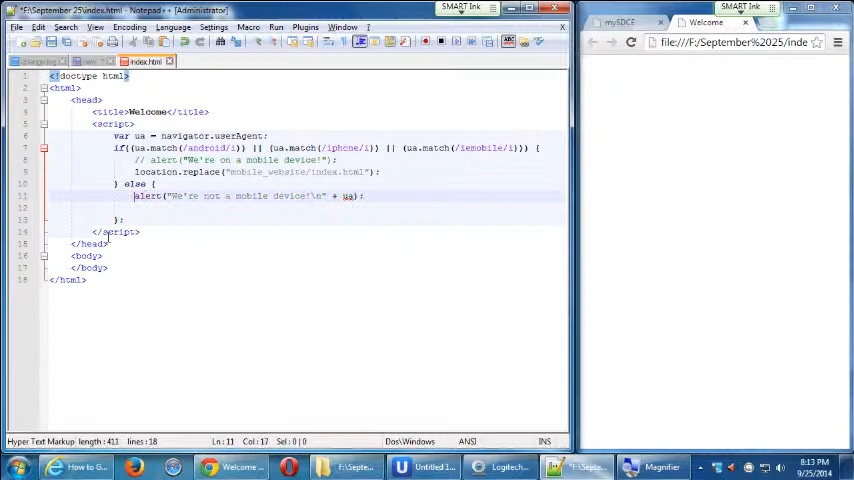 *F:\September 25\index.html - Notepad++ [Administrator]
SMART Ink
File Edit Search View Encoding Language Settings Macro Run Plugins Window ? X
index.html
1 <!doctype html>
2 <html>
3 <head>
4 <title>Welcome</title>
5 <script>
6 var ua = navigator.userAgent;
7 if((ua.match(/android/i)) || (ua.match(/iphone/i)) || (ua.match(/iemobile/i))) {
8 // alert("We're on a mobile device!");
9 location.replace("mobile_website/index.html");
10 } else {
11 alert("We're not a mobile device!\n" + ua);
12
13 };
14 </script>
15 </head>
16 <body>
17 </body>
18 </html>
Hyper Text Markup length : 411 lines : 18 Ln : 11 Col : 17 Sel : 0 | 0 Dos\Windows ANSI INS
SMART Ink
mySDCE
Welcome
file:///F:/September%2025/inde
How to G...
Welcome ...
F:\Septe...
Untitled 1...
Logitech...
*F:\Septe...
Magnifier
8:13 PM
9/25/2014